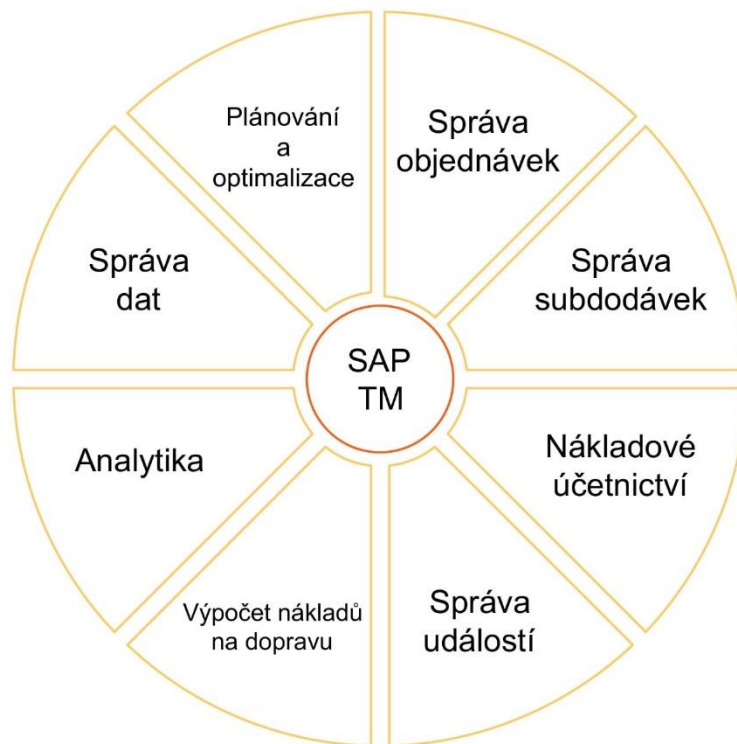 Plánování
a
optimalizace
Správa
objednávek
Správa
dat
Správa
subdodávek
SAP
TM
Analytika
Nákladové
účetnictví
Výpočet nákladů
na dopravu
Správa
událostí